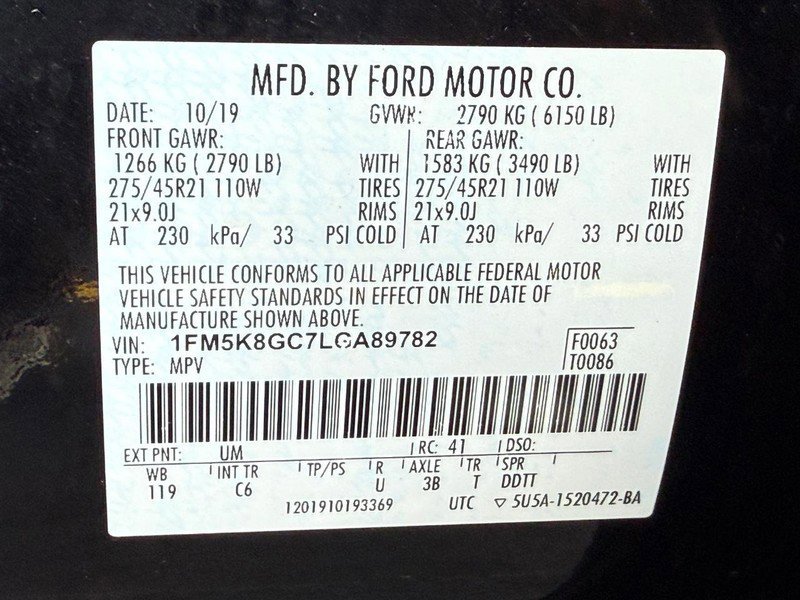 MFD. BY FORD MOTOR CO.
DATE: 10/19 GVWR: 2790 KG ( 6150 LB)
FRONT GAWR: REAR GAWR:
1266 KG ( 2790 LB) WITH 1583 KG ( 3490 LB) WITH
275/45R21 110W TIRES 275/45R21 110W TIRES
21x9.0J RIMS 21x9.0J RIMS
AT 230 kPa/ 33 PSI COLD AT 230 kPa/ 33 PSI COLD
THIS VEHICLE CONFORMS TO ALL APPLICABLE FEDERAL MOTOR
VEHICLE SAFETY STANDARDS IN EFFECT ON THE DATE OF
MANUFACTURE SHOWN ABOVE.
VIN: 1FM5K8GC7LGA89782 F0063
TYPE: MPV T0086
EXT PNT: UM RC: 41 DSO:
WB INT TR TP/PS R AXLE TR SPR
119 C6 U 3B T DDTT
1201910193369 UTC ▽ 5U5A-1520472-BA